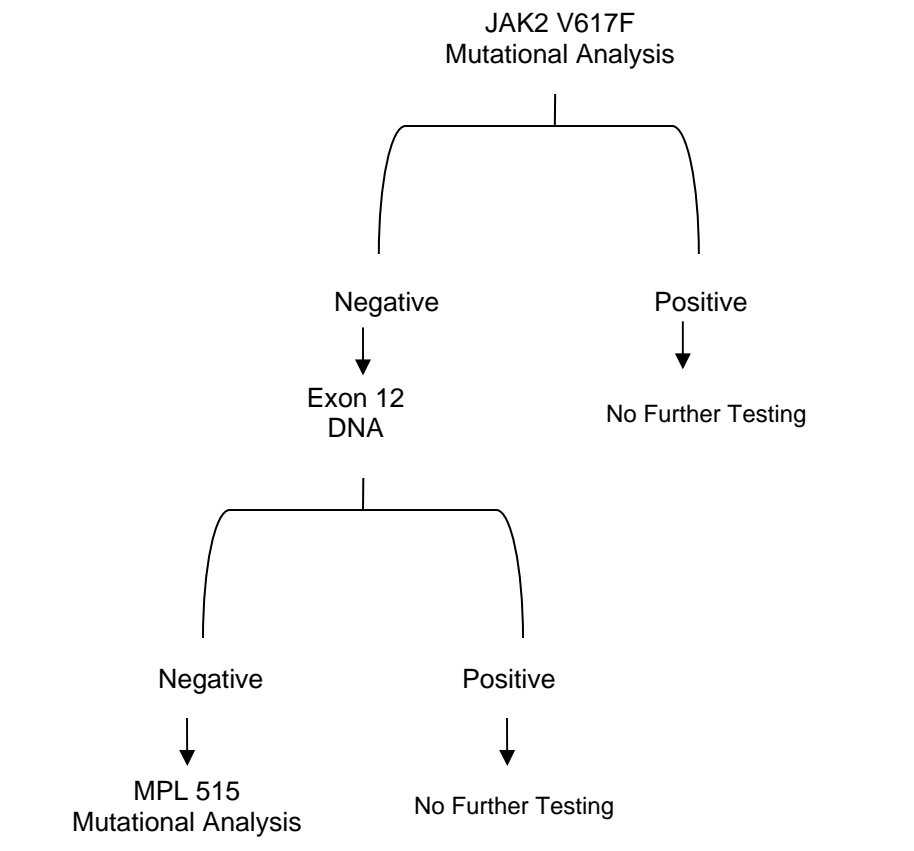 JAK2 V617F
Mutational Analysis
Negative
Positive
Exon 12
DNA
No Further Testing
Negative
Positive
MPL 515
Mutational Analysis
No Further Testing